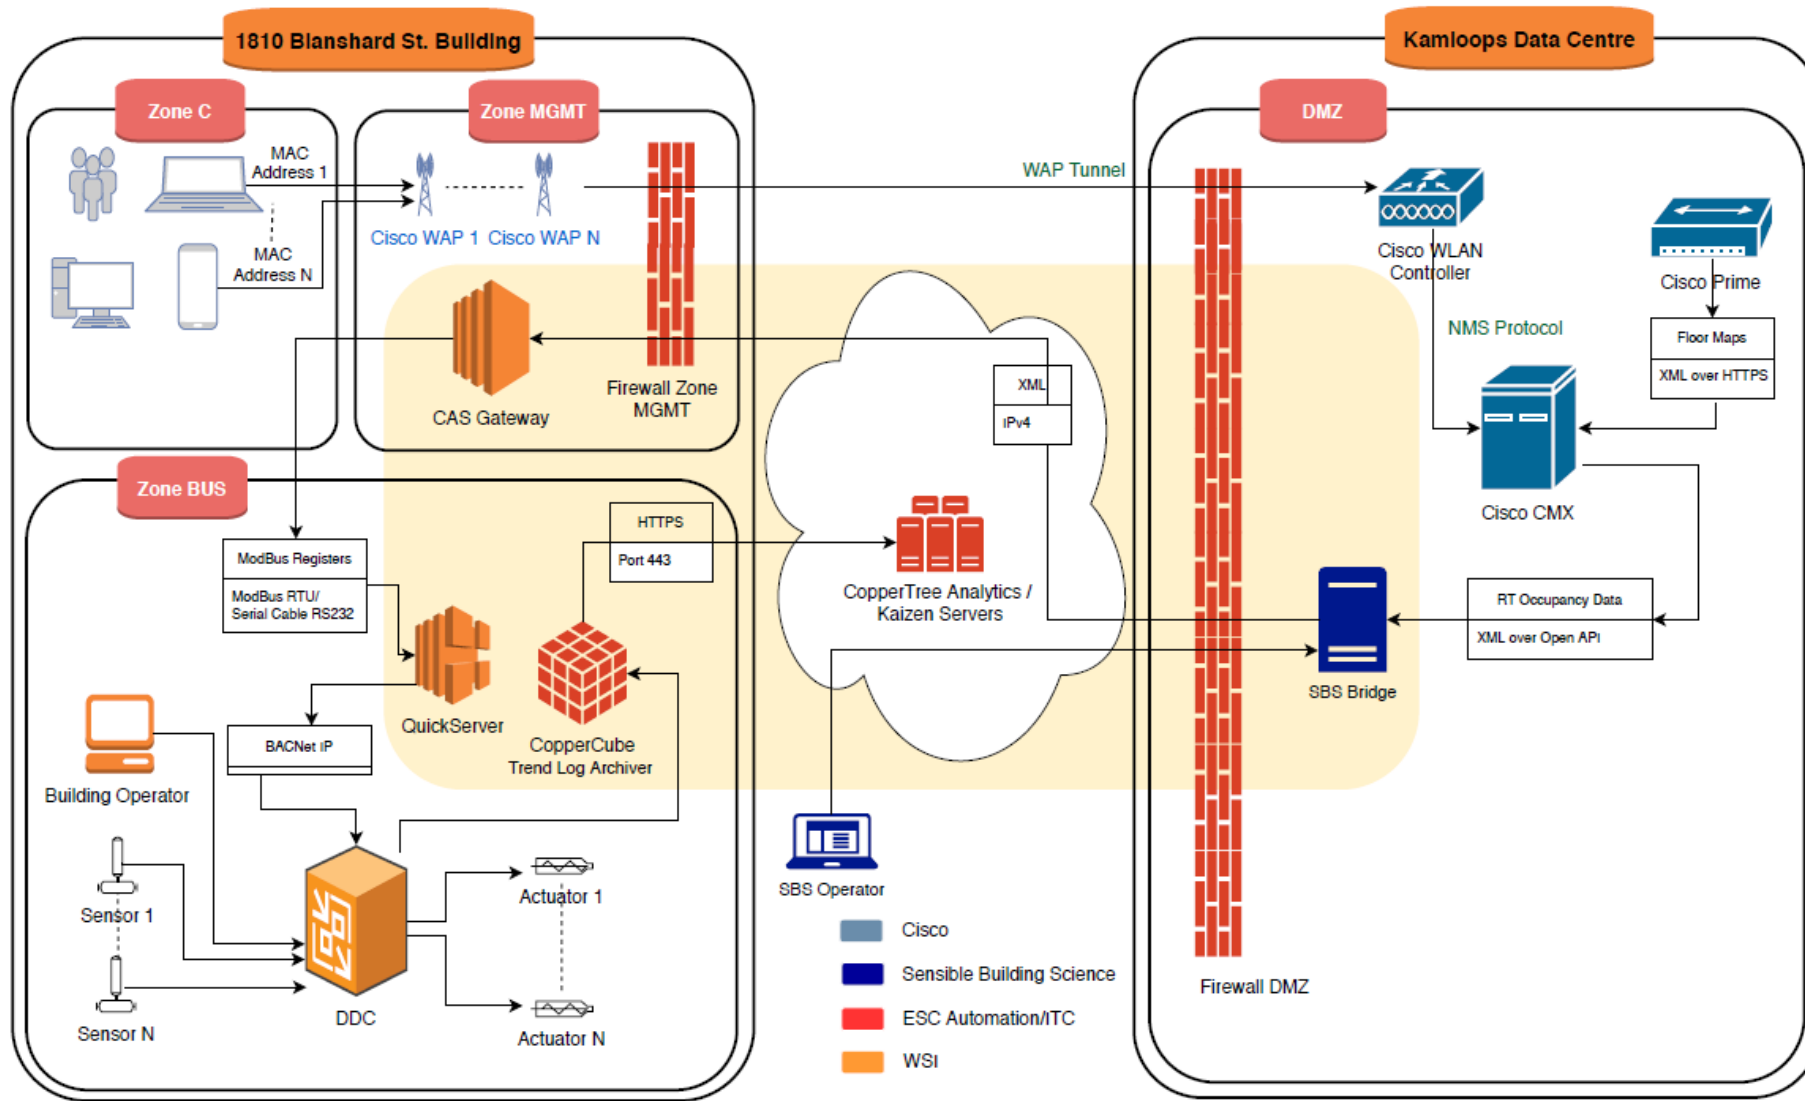 1810 Blanshard St. Building
Kamloops Data Centre
Zone C
Zone MGMT
DMZ
MAC
Address 1
MAC
Address N
Cisco WAP 1
Cisco WAP N
WAP Tunnel
Cisco WLAN
Controller
Cisco Prime
NMS Protocol
Floor Maps
XML over HTTPS
CAS Gateway
Firewall Zone
MGMT
XML
IPv4
Cisco CMX
Zone BUS
HTTPS
Port 443
ModBus Registers
ModBus RTU/
Serial Cable RS232
CopperTree Analytics /
Kaizen Servers
RT Occupancy Data
XML over Open API
SBS Bridge
QuickServer
BACNet IP
CopperCube
Trend Log Archiver
Building Operator
Sensor 1
Sensor N
DDC
Actuator 1
Actuator N
SBS Operator
Cisco
Sensible Building Science
ESC Automation/ITC
WSI
Firewall DMZ